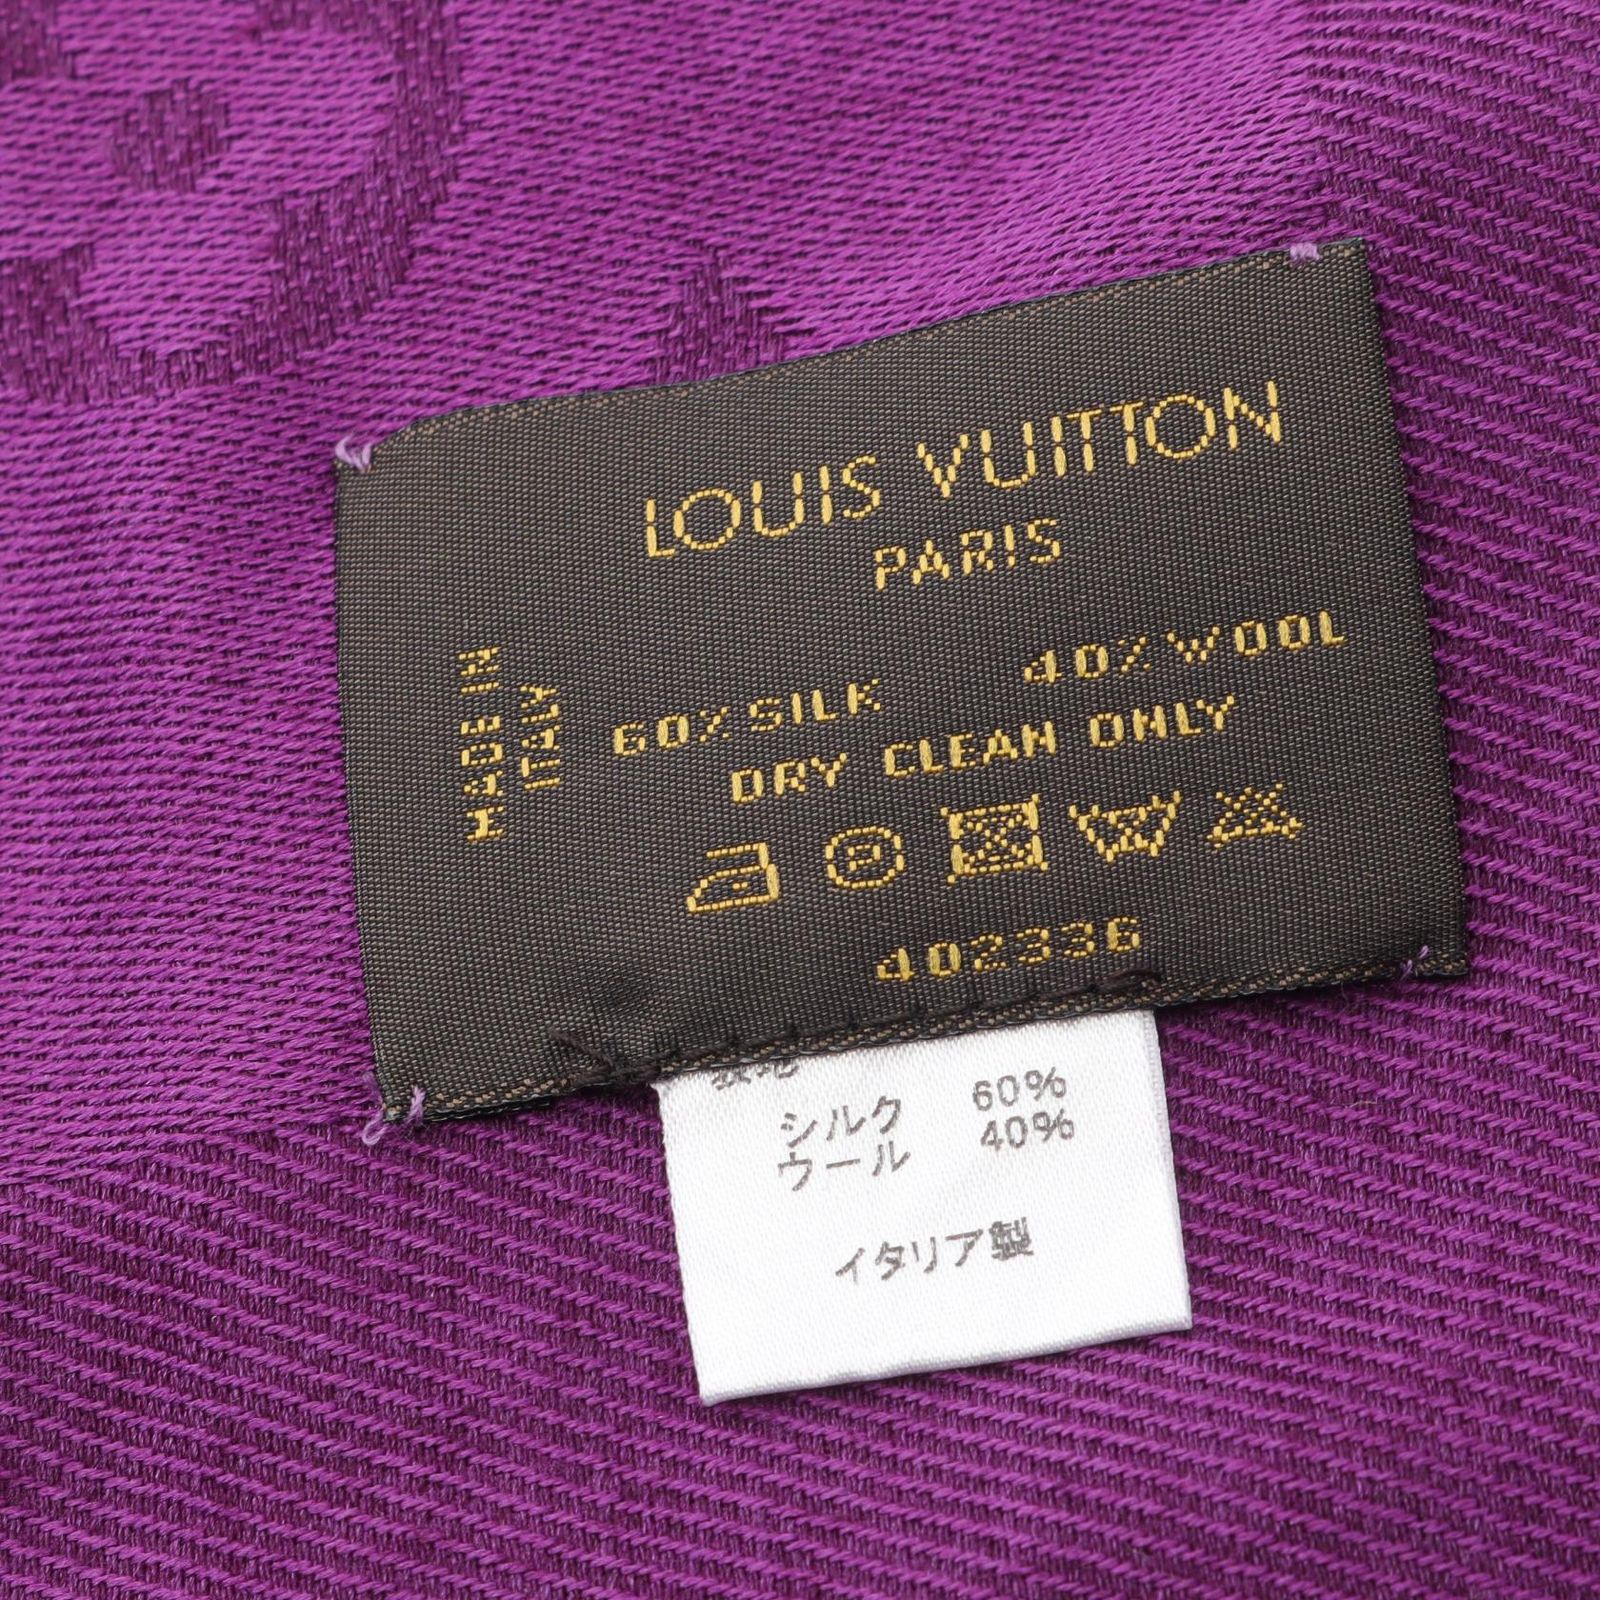 LOUIS VUITTON
PARIS
MADE IN
ITALY
60% SILK 40% WOOL
DRY CLEAN ONLY
P
402336
シルク 60%
ウール 40%
イタリア製